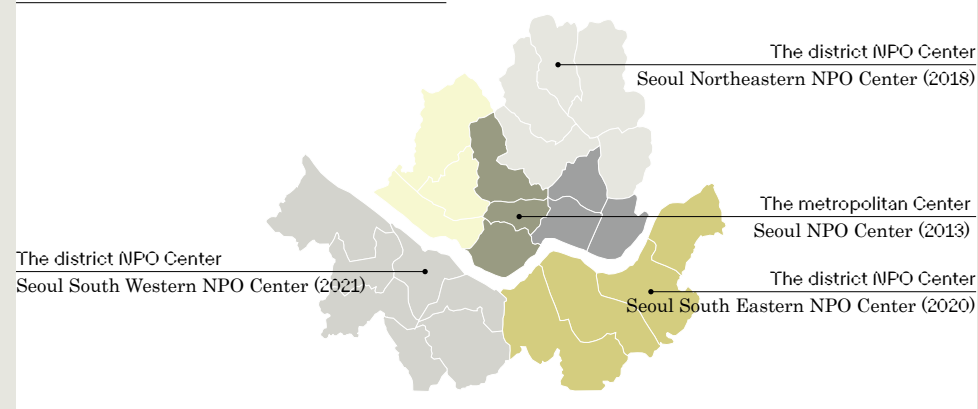 The district NPO Center
Seoul Northeastern NPO Center (2018)
The metropolitan Center
Seoul NPO Center (2013)
The district NPO Center
Seoul South Western NPO Center (2021)
The district NPO Center
Seoul South Eastern NPO Center (2020)